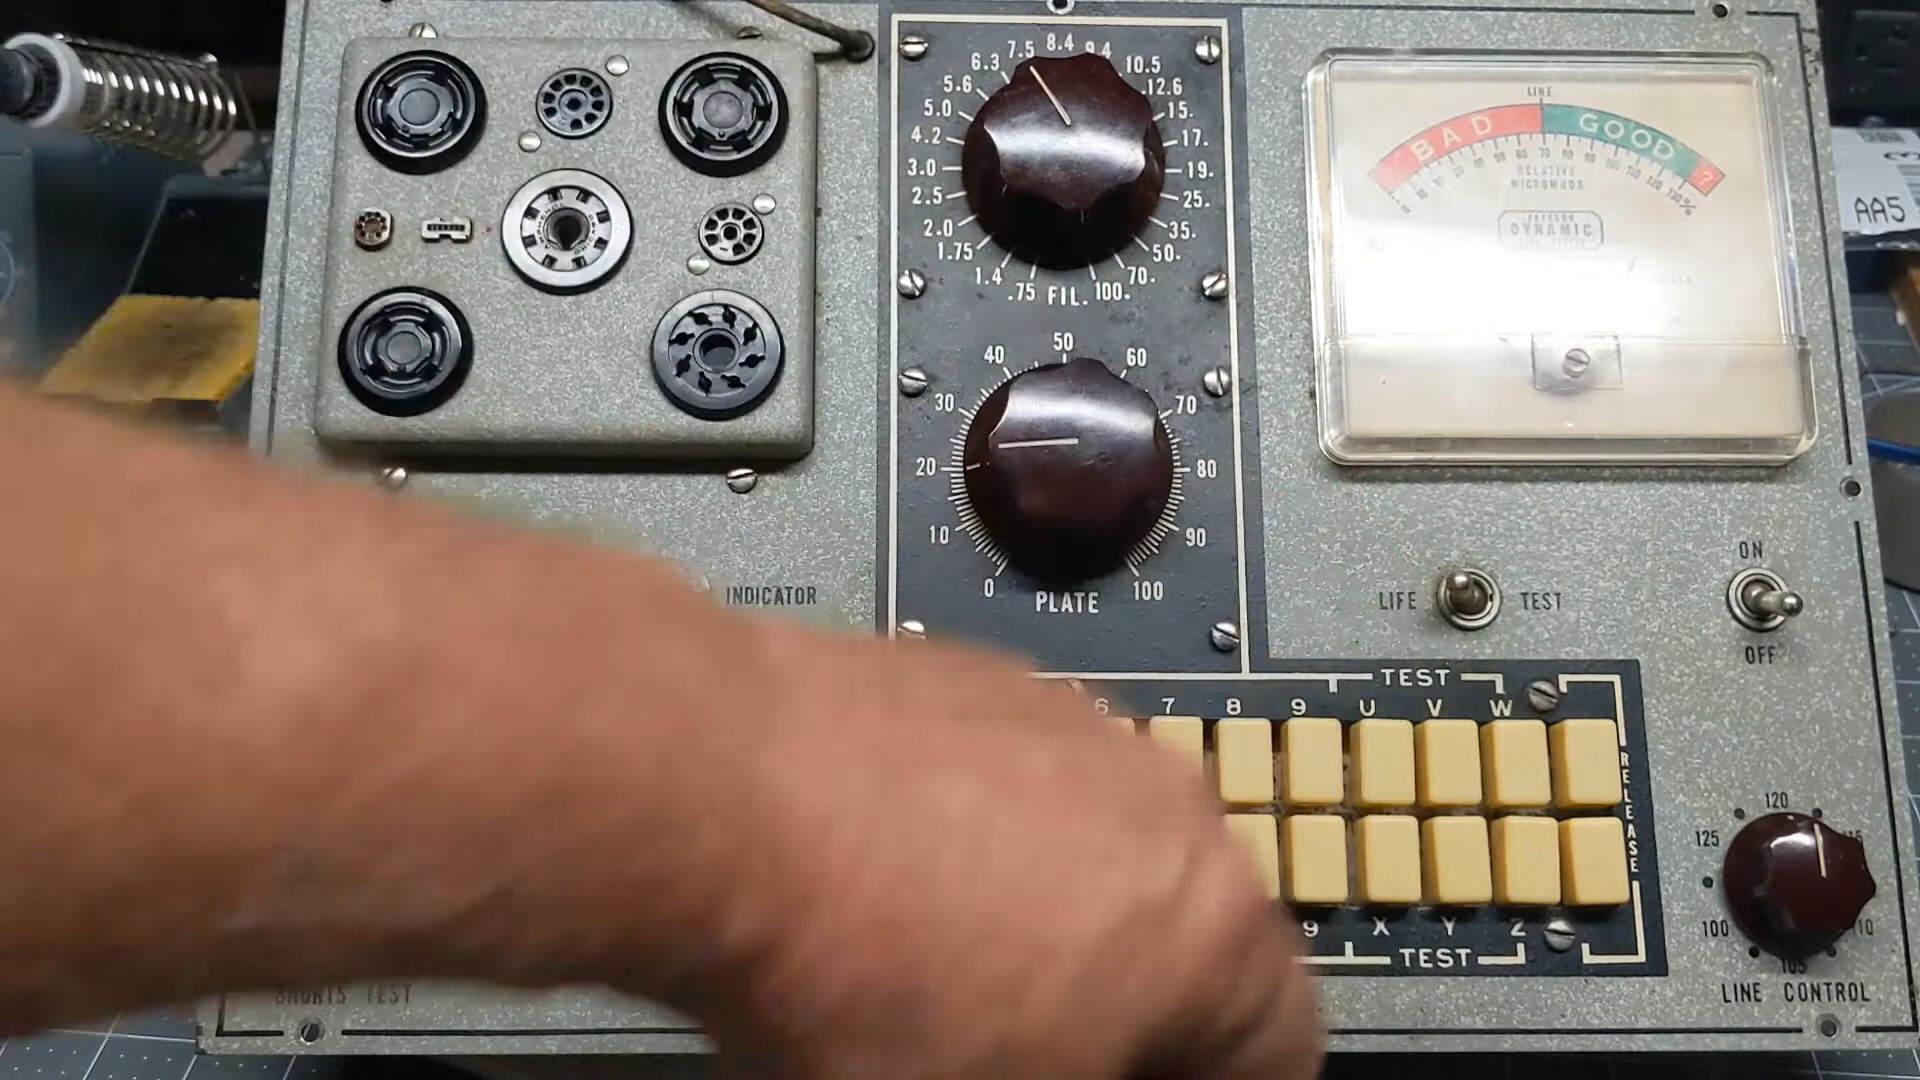 7.5 8.4 9.4
6.3 10.5
5.6 12.6
5.0 15.
4.2 17.
3.0 19.
2.5 25.
2.0 35.
1.75 50.
1.4 70.
.75 FIL. 100.
LINE
BAD GOOD ?
RELATIVE
MICROMHOS
JACKSON
DYNAMIC
AA5
50
40 60
30 70
20 80
10 90
0 100
PLATE
INDICATOR
LIFE TEST
ON
OFF
TEST
6 7 8 9 U V W
RELEASE
9 X Y Z
TEST
120
125 115
100 110
105
LINE CONTROL
SHORTS TEST